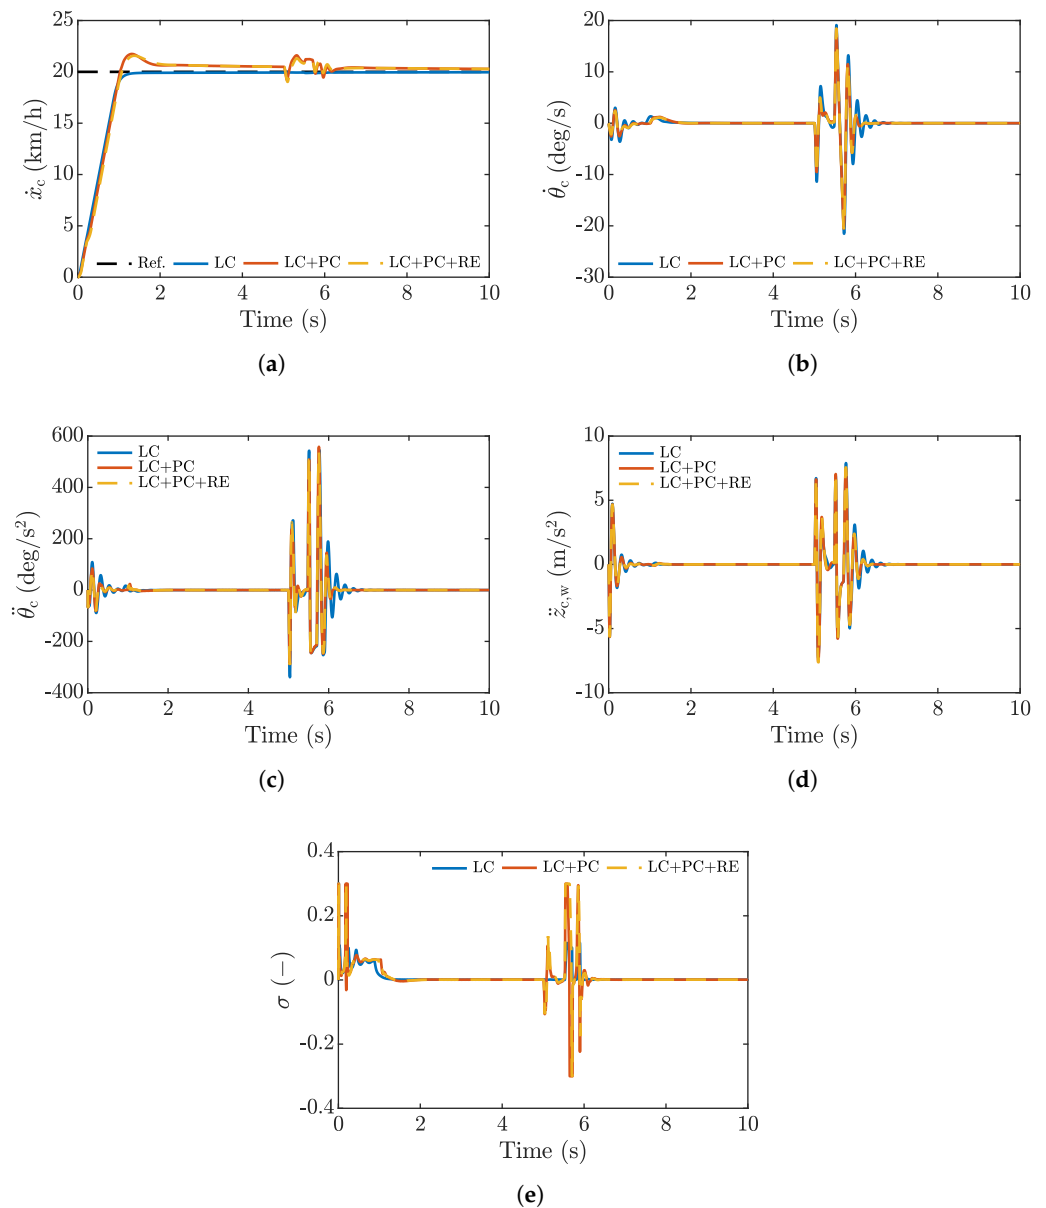 25
20
15
10
5
0
ẋc (km/h)
Ref. LC LC+PC LC+PC+RE
0 2 4 6 8 10
Time (s)
(a)
20
10
0
-10
-20
-30
θ̇c (deg/s)
LC LC+PC LC+PC+RE
0 2 4 6 8 10
Time (s)
(b)
600
400
200
0
-200
-400
θ̈c (deg/s²)
LC
LC+PC
LC+PC+RE
0 2 4 6 8 10
Time (s)
(c)
10
5
0
-5
-10
z̈c,w (m/s²)
LC
LC+PC
LC+PC+RE
0 2 4 6 8 10
Time (s)
(d)
0.4
0.2
0
-0.2
-0.4
σ (−)
LC LC+PC LC+PC+RE
0 2 4 6 8 10
Time (s)
(e)